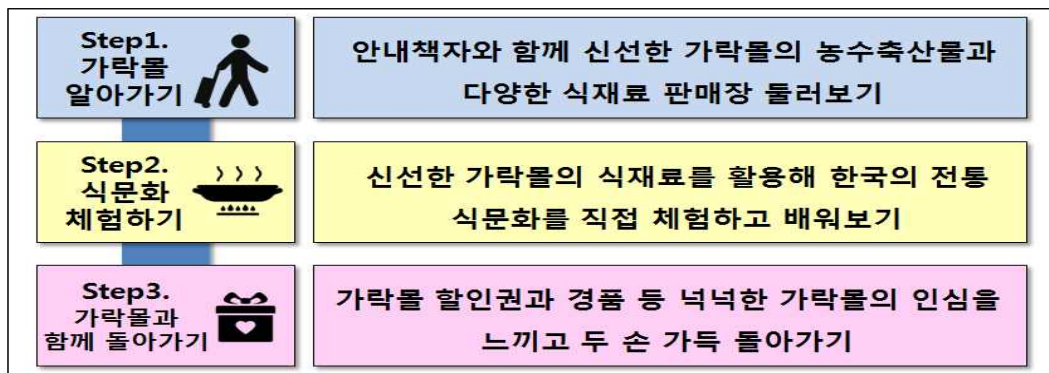 Step1.
가락몰
알아가기
안내책자와 함께 신선한 가락몰의 농수축산물과
다양한 식재료 판매장 둘러보기
Step2.
식문화
체험하기
신선한 가락몰의 식재료를 활용해 한국의 전통
식문화를 직접 체험하고 배워보기
Step3.
가락몰과
함께 돌아가기
가락몰 할인권과 경품 등 넉넉한 가락몰의 인심을
느끼고 두 손 가득 돌아가기